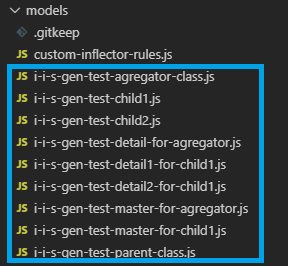 models
.gitkeep
JS custom-inflector-rules.js
JS i-i-s-gen-test-agregator-class.js
JS i-i-s-gen-test-child1.js
JS i-i-s-gen-test-child2.js
JS i-i-s-gen-test-detail-for-agregator.js
JS i-i-s-gen-test-detail1-for-child1.js
JS i-i-s-gen-test-detail2-for-child1.js
JS i-i-s-gen-test-master-for-agregator.js
JS i-i-s-gen-test-master-for-child1.js
JS i-i-s-gen-test-parent-class.js